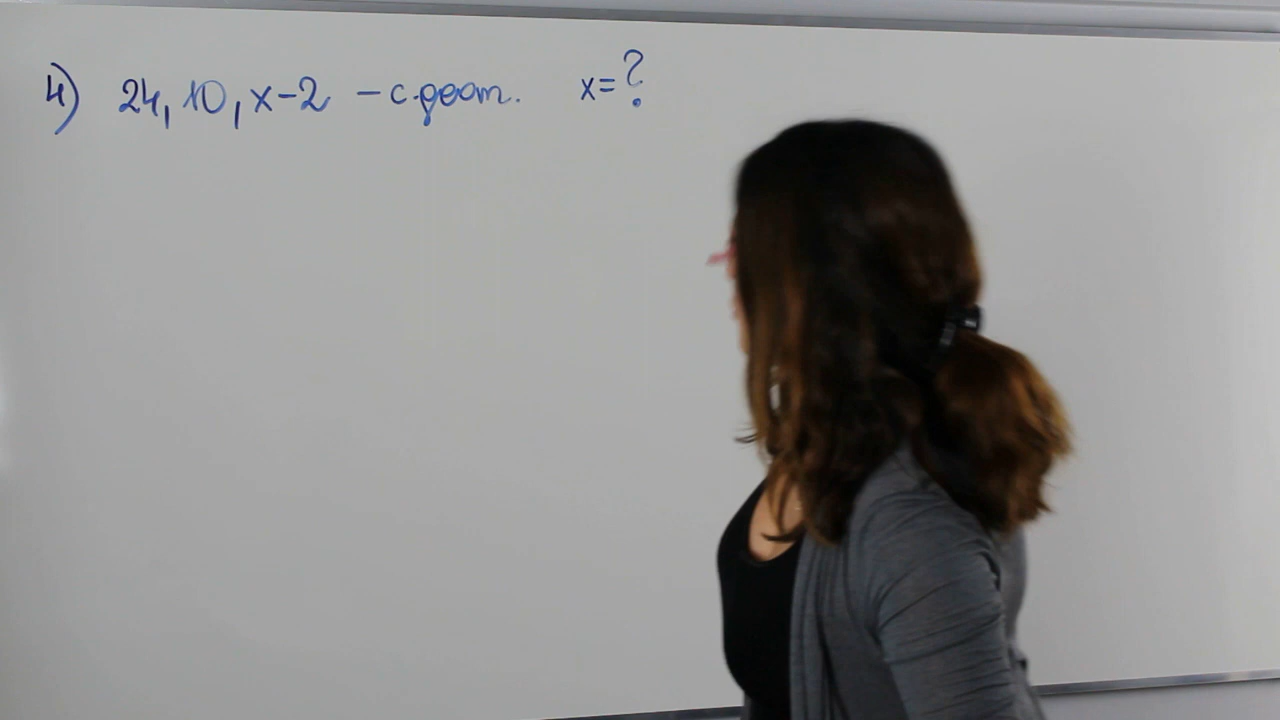 4) 24, 10, x-2 - c.geom. x=?